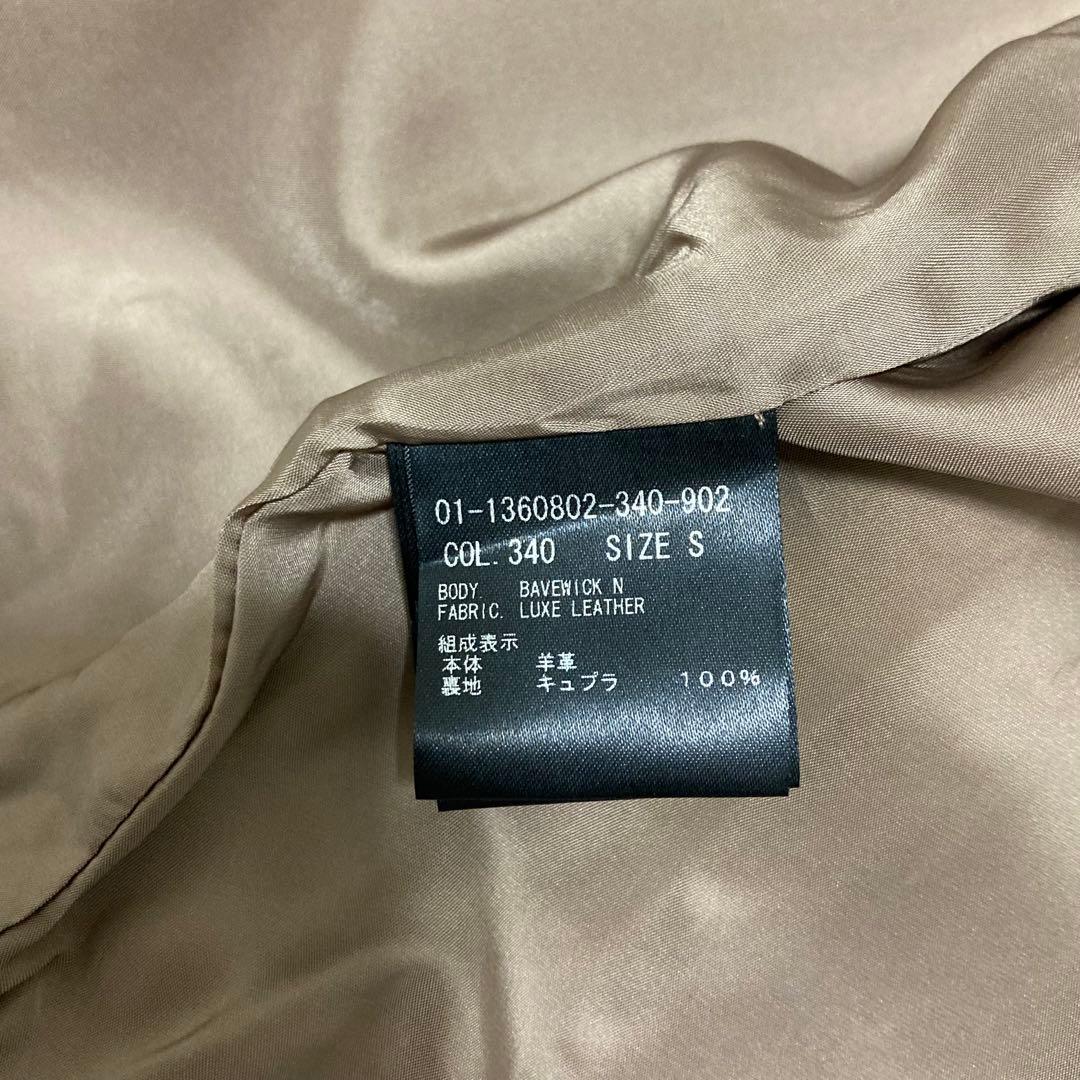 01-1360802-340-902
COL. 340 SIZE S
BODY. BAVEWICK N
FABRIC. LUXE LEATHER
組成表示
本体 羊革
裏地 キュプラ 100%